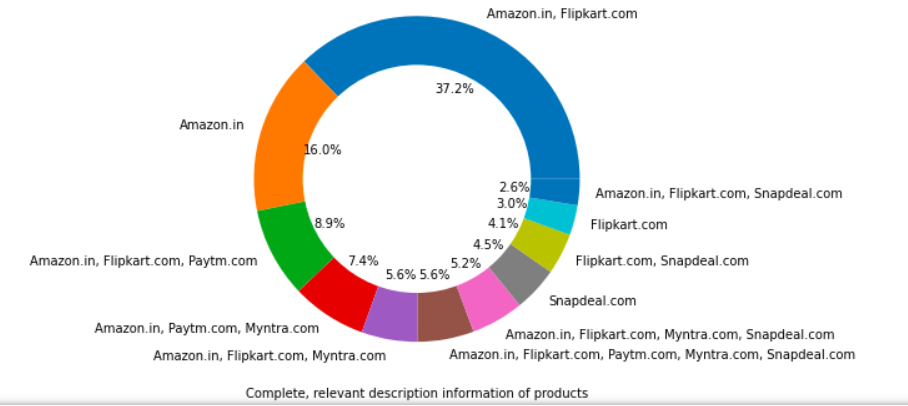 Amazon.in, Flipkart.com
37.2%
Amazon.in
16.0%
8.9%
Amazon.in, Flipkart.com, Paytm.com
7.4%
Amazon.in, Paytm.com, Myntra.com
5.6%
Amazon.in, Flipkart.com, Myntra.com
5.6%
Amazon.in, Flipkart.com, Paytm.com, Myntra.com, Snapdeal.com
5.2%
Amazon.in, Flipkart.com, Myntra.com, Snapdeal.com
4.5%
Snapdeal.com
4.1%
Flipkart.com, Snapdeal.com
3.0%
Flipkart.com
2.6%
Amazon.in, Flipkart.com, Snapdeal.com
Complete, relevant description information of products